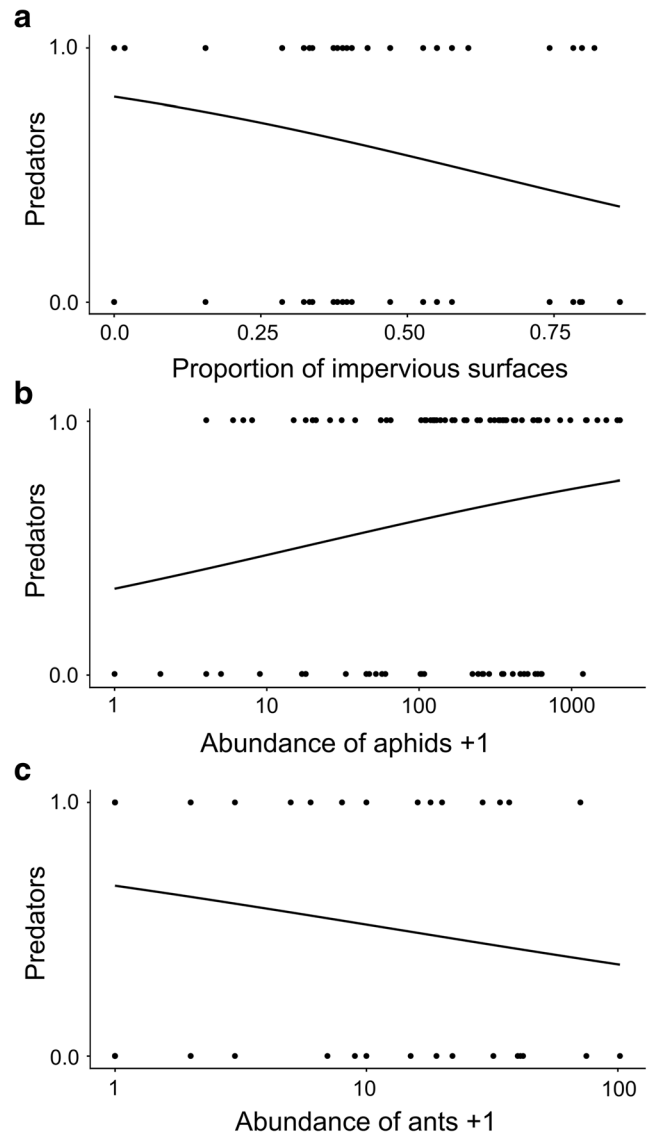 a
1.0
Predators
0.0
0.0 0.25 0.50 0.75
Proportion of impervious surfaces
b
1.0
Predators
0.0
1 10 100 1000
Abundance of aphids +1
c
1.0
Predators
0.0
1 10 100
Abundance of ants +1